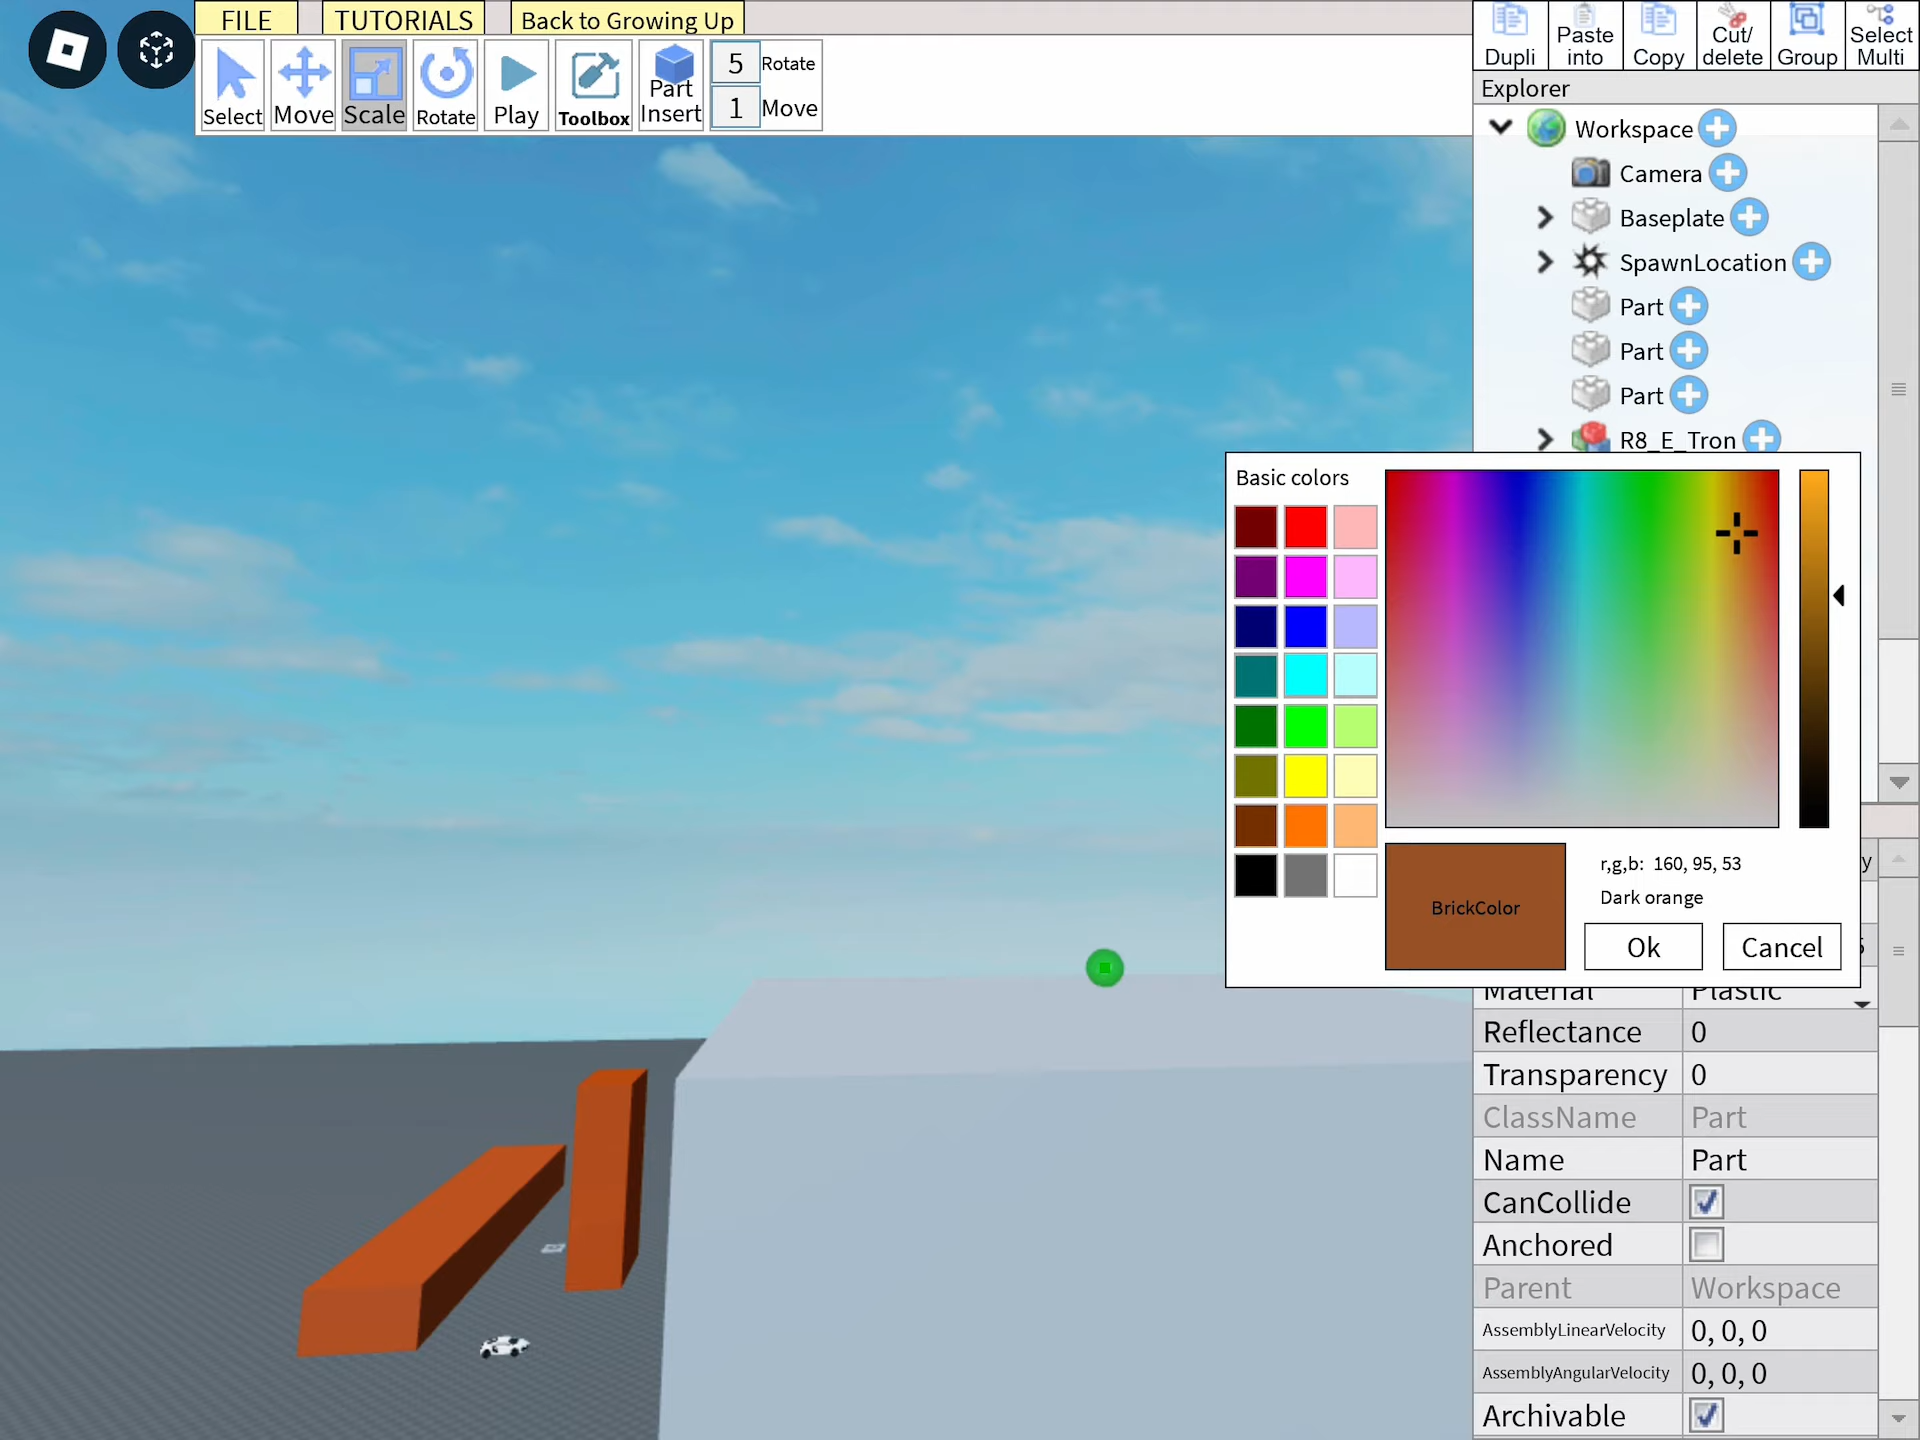 FILE
TUTORIALS
Back to Growing Up
Select
Move
Scale
Rotate
Play
Toolbox
Part
Insert
5 Rotate
1 Move
Dupli
Paste
into
Copy
Cut/
delete
Group
Select
Multi
Explorer
Workspace
Camera
Baseplate
SpawnLocation
Part
Part
Part
R8_E_Tron
Basic colors
r,g,b: 160, 95, 53
Dark orange
BrickColor
Ok
Cancel
y
Material Plastic
Reflectance 0
Transparency 0
ClassName Part
Name Part
CanCollide
Anchored
Parent Workspace
AssemblyLinearVelocity 0, 0, 0
AssemblyAngularVelocity 0, 0, 0
Archivable